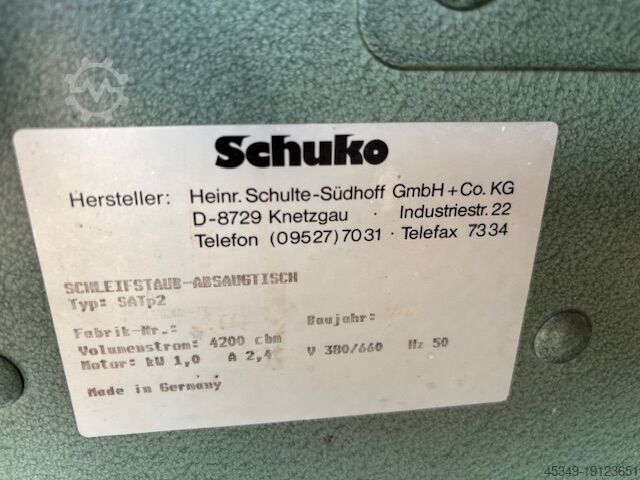 Schuko
Hersteller: Heinr. Schulte-Südhoff GmbH + Co. KG
D-8729 Knetzgau · Industriestr. 22
Telefon (09527) 7031 · Telefax 7334
SCHLEIFSTAUB-ABSAUGTISCH
Typ: SATp2
Fabrik-Nr.: Baujahr:
Volumenstrom: 4200 cbm
Motor: kW 1,0 A 2,4 V 380/660 Hz 50
Made in Germany
45349-19123651